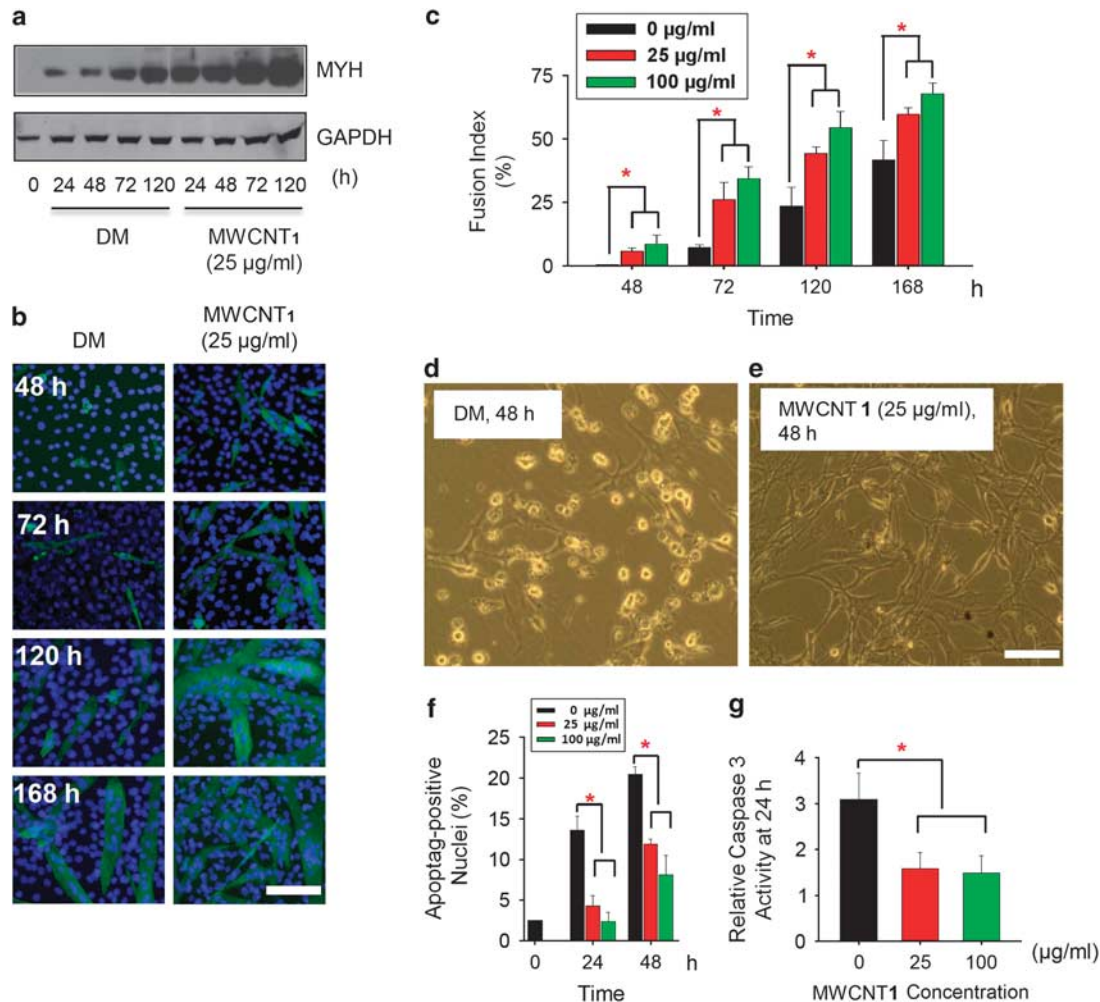 a
MYH
GAPDH
0 24 48 72 120 24 48 72 120 (h)
DM MWCNT1
(25 µg/ml)
b
DM MWCNT1
(25 µg/ml)
48 h
72 h
120 h
168 h
c
0 µg/ml
25 µg/ml
100 µg/ml
*
*
*
*
75
50
25
0
Fusion Index
(%)
48 72 120 168 h
Time
d
DM, 48 h
e
MWCNT 1 (25 µg/ml),
48 h
f
0 µg/ml
25 µg/ml
100 µg/ml
*
*
25
20
15
10
5
0
Apoptag-positive
Nuclei (%)
0 24 48 h
Time
g
*
4
3
2
1
0
Relative Caspase 3
Activity at 24 h
0 25 100 (µg/ml)
MWCNT1 Concentration